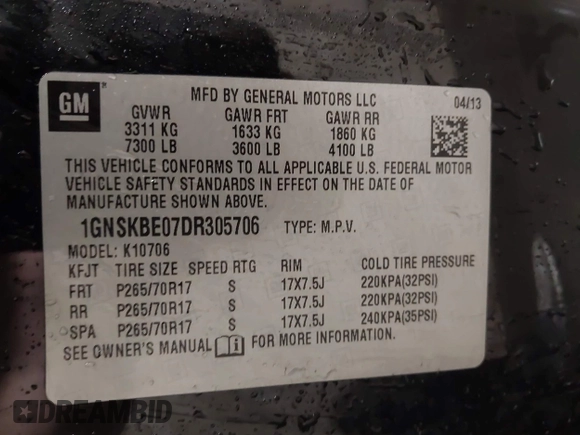 GM
MFD BY GENERAL MOTORS LLC 04/13
GVWR GAWR FRT GAWR RR
3311 KG 1633 KG 1860 KG
7300 LB 3600 LB 4100 LB
THIS VEHICLE CONFORMS TO ALL APPLICABLE U.S. FEDERAL MOTOR
VEHICLE SAFETY STANDARDS IN EFFECT ON THE DATE OF
MANUFACTURE SHOWN ABOVE.
1GNSKBE07DR305706 TYPE: M.P.V.
MODEL: K10706
KFJT TIRE SIZE SPEED RTG RIM COLD TIRE PRESSURE
FRT P265/70R17 S 17X7.5J 220KPA(32PSI)
RR P265/70R17 S 17X7.5J 220KPA(32PSI)
SPA P265/70R17 S 17X7.5J 240KPA(35PSI)
SEE OWNER'S MANUAL FOR MORE INFORMATION.
DREAMBID